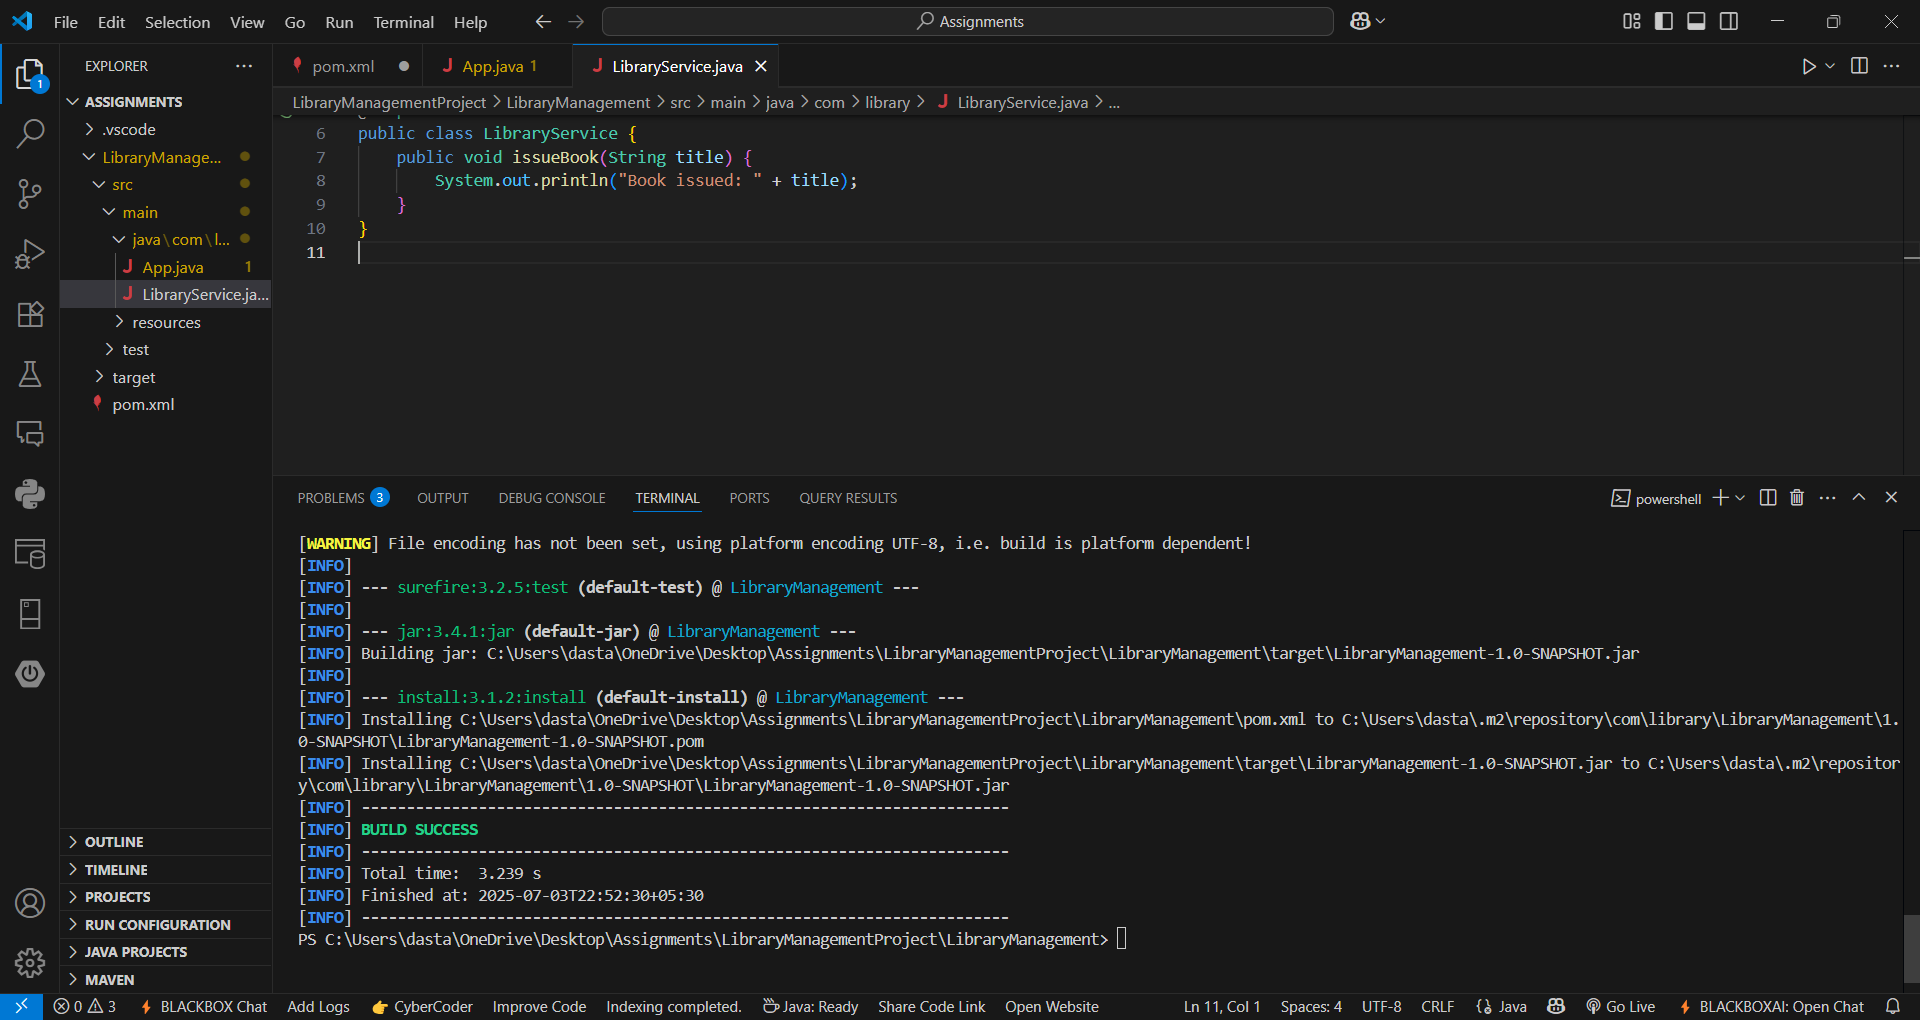 File Edit Selection View Go Run Terminal Help
Assignments
EXPLORER
ASSIGNMENTS
.vscode
LibraryManage...
src
main
java\com\l...
App.java 1
LibraryService.ja...
resources
test
target
pom.xml
OUTLINE
TIMELINE
PROJECTS
RUN CONFIGURATION
JAVA PROJECTS
MAVEN
1
pom.xml
App.java 1
LibraryService.java
LibraryManagementProject > LibraryManagement > src > main > java > com > library > LibraryService.java > ...
6 public class LibraryService {
7 public void issueBook(String title) {
8 System.out.println("Book issued: " + title);
9 }
10 }
11
PROBLEMS 3 OUTPUT DEBUG CONSOLE TERMINAL PORTS QUERY RESULTS
powershell
[WARNING] File encoding has not been set, using platform encoding UTF-8, i.e. build is platform dependent!
[INFO]
[INFO] --- surefire:3.2.5:test (default-test) @ LibraryManagement ---
[INFO]
[INFO] --- jar:3.4.1:jar (default-jar) @ LibraryManagement ---
[INFO] Building jar: C:\Users\dasta\OneDrive\Desktop\Assignments\LibraryManagementProject\LibraryManagement\target\LibraryManagement-1.0-SNAPSHOT.jar
[INFO]
[INFO] --- install:3.1.2:install (default-install) @ LibraryManagement ---
[INFO] Installing C:\Users\dasta\OneDrive\Desktop\Assignments\LibraryManagementProject\LibraryManagement\pom.xml to C:\Users\dasta\.m2\repository\com\library\LibraryManagement\1.
0-SNAPSHOT\LibraryManagement-1.0-SNAPSHOT.pom
[INFO] Installing C:\Users\dasta\OneDrive\Desktop\Assignments\LibraryManagementProject\LibraryManagement\target\LibraryManagement-1.0-SNAPSHOT.jar to C:\Users\dasta\.m2\repositor
y\com\library\LibraryManagement\1.0-SNAPSHOT\LibraryManagement-1.0-SNAPSHOT.jar
[INFO] ------------------------------------------------------------------------
[INFO] BUILD SUCCESS
[INFO] ------------------------------------------------------------------------
[INFO] Total time:  3.239 s
[INFO] Finished at: 2025-07-03T22:52:30+05:30
[INFO] ------------------------------------------------------------------------
PS C:\Users\dasta\OneDrive\Desktop\Assignments\LibraryManagementProject\LibraryManagement>
0 3 BLACKBOX Chat Add Logs CyberCoder Improve Code Indexing completed. Java: Ready Share Code Link Open Website Ln 11, Col 1 Spaces: 4 UTF-8 CRLF Java Go Live BLACKBOXAI: Open Chat